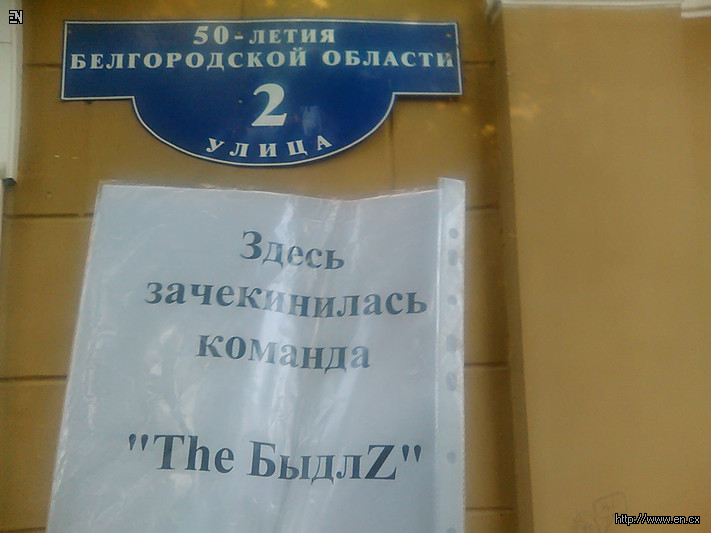 EN
50-ЛЕТИЯ
БЕЛГОРОДСКОЙ ОБЛАСТИ
2
УЛИЦА
Здесь
зачекинилась
команда
"The БыдлZ"
http://www.en.cx